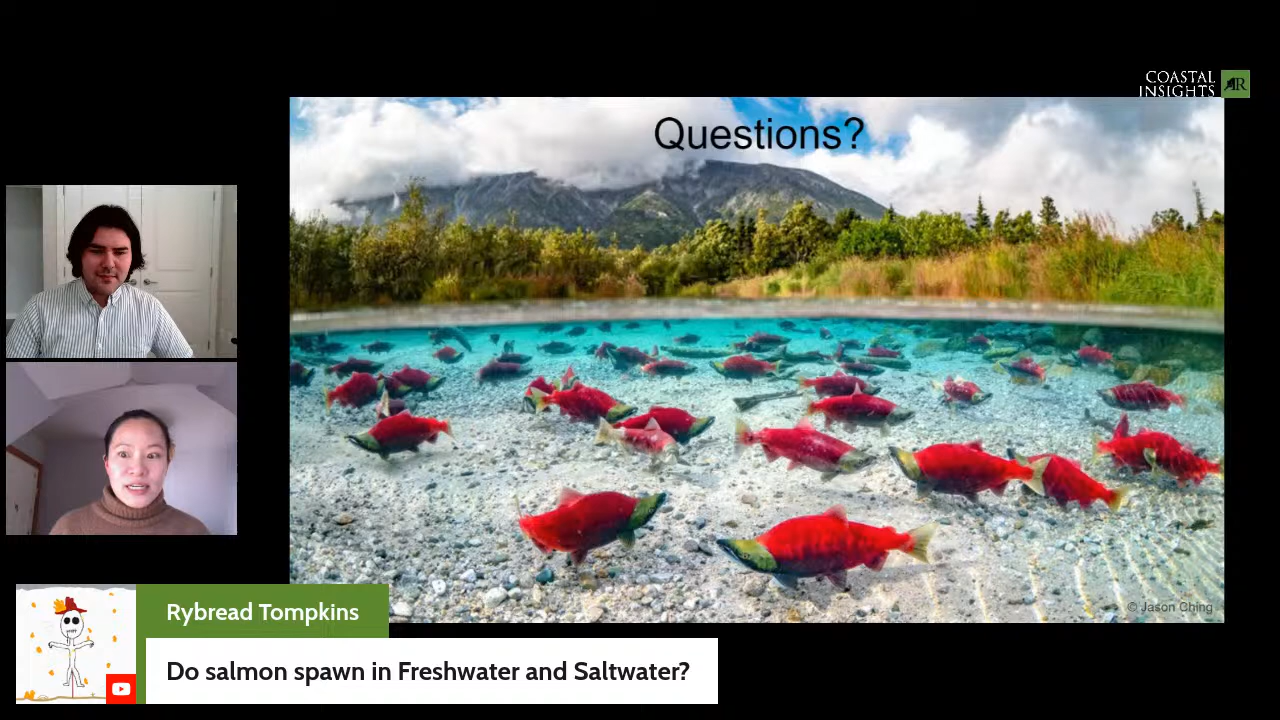 COASTAL
INSIGHTS
Questions?
© Jason Ching
Rybread Tompkins
Do salmon spawn in Freshwater and Saltwater?